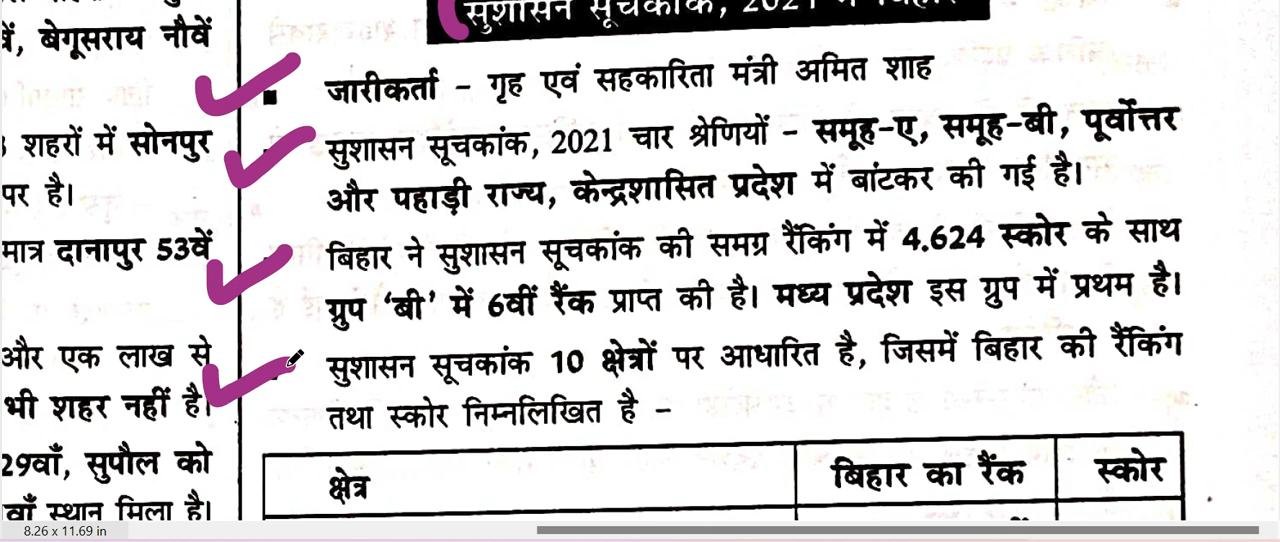 सुशासन सूचकांक, 2021 में बिहार
जारीकर्ता – गृह एवं सहकारिता मंत्री अमित शाह
सुशासन सूचकांक, 2021 चार श्रेणियों – समूह-ए, समूह-बी, पूर्वोत्तर
और पहाड़ी राज्य, केन्द्रशासित प्रदेश में बांटकर की गई है।
बिहार ने सुशासन सूचकांक की समग्र रैंकिंग में 4.624 स्कोर के साथ
ग्रुप ‘बी’ में 6वीं रैंक प्राप्त की है। मध्य प्रदेश इस ग्रुप में प्रथम है।
सुशासन सूचकांक 10 क्षेत्रों पर आधारित है, जिसमें बिहार की रैंकिंग
तथा स्कोर निम्नलिखित है –
क्षेत्र बिहार का रैंक स्कोर
बेगूसराय नौवें
शहरों में सोनपुर
पर है।
मात्र दानापुर 53वें
और एक लाख से
भी शहर नहीं है।
29वाँ, सुपौल को
वाँ स्थान मिला है।
8.26 x 11.69 in